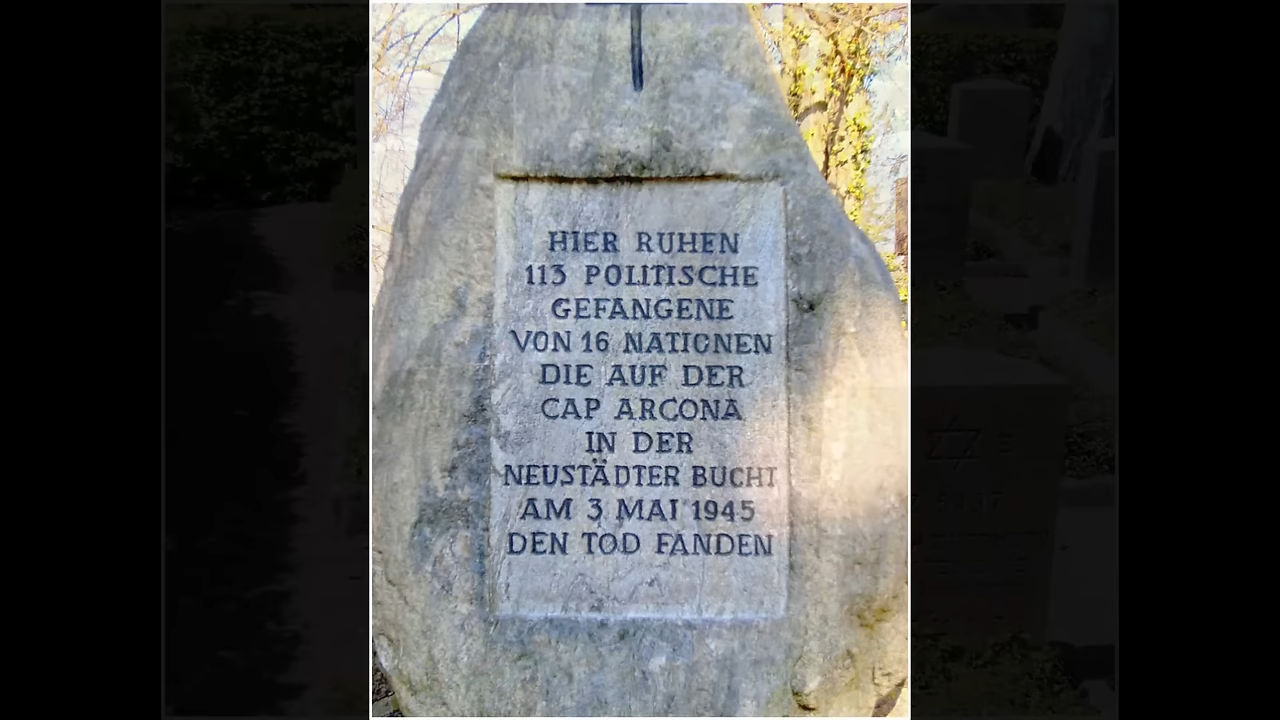 HIER RUHEN
113 POLITISCHE
GEFANGENE
VON 16 NATIONEN
DIE AUF DER
CAP ARCONA
IN DER
NEUSTÄDTER BUCHT
AM 3 MAI 1945
DEN TOD FANDEN